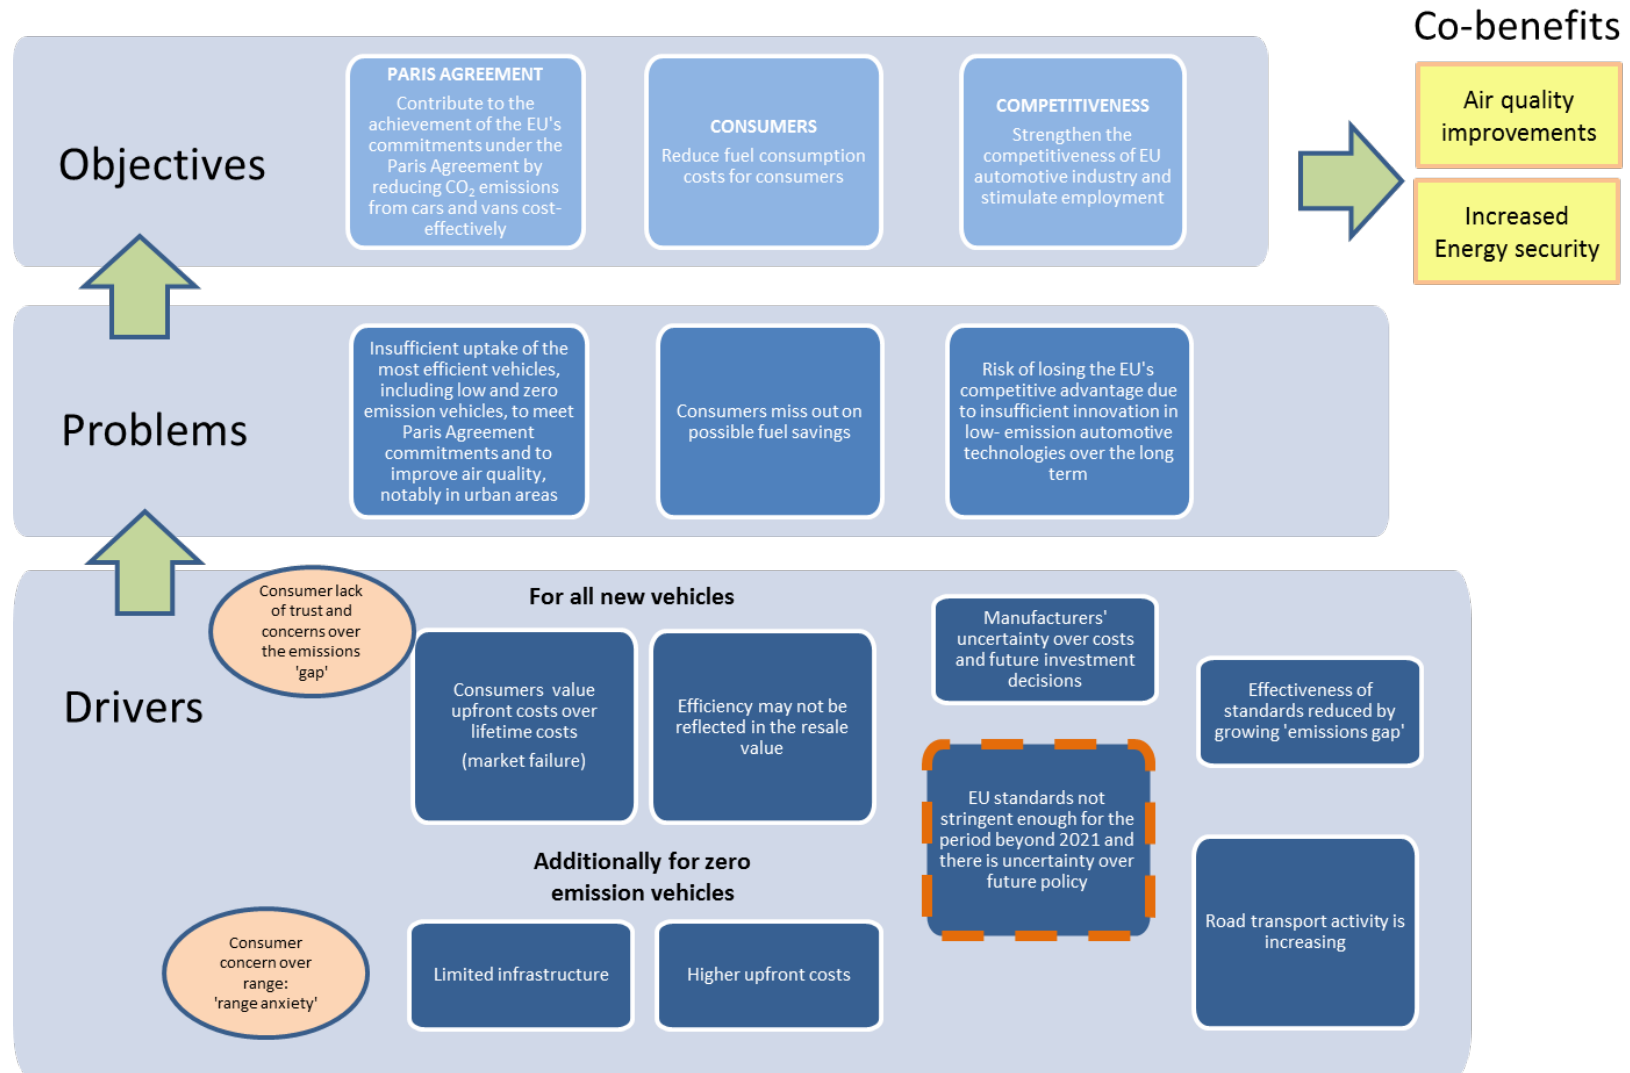 Co-benefits
Air quality
improvements
Increased
Energy security
Objectives
PARIS AGREEMENT
Contribute to the
achievement of the EU's
commitments under the
Paris Agreement by
reducing CO₂ emissions
from cars and vans cost-
effectively
CONSUMERS
Reduce fuel consumption
costs for consumers
COMPETITIVENESS
Strengthen the
competitiveness of EU
automotive industry and
stimulate employment
Problems
Insufficient uptake of the
most efficient vehicles,
including low and zero
emission vehicles, to meet
Paris Agreement
commitments and to
improve air quality,
notably in urban areas
Consumers miss out on
possible fuel savings
Risk of losing the EU's
competitive advantage due
to insufficient innovation in
low- emission automotive
technologies over the long
term
Drivers
Consumer lack
of trust and
concerns over
the emissions
'gap'
For all new vehicles
Consumers value
upfront costs over
lifetime costs
(market failure)
Efficiency may not be
reflected in the resale
value
Manufacturers'
uncertainty over costs
and future investment
decisions
Effectiveness of
standards reduced by
growing 'emissions gap'
EU standards not
stringent enough for the
period beyond 2021 and
there is uncertainty over
future policy
Additionally for zero
emission vehicles
Consumer
concern over
range:
'range anxiety'
Limited infrastructure
Higher upfront costs
Road transport activity is
increasing